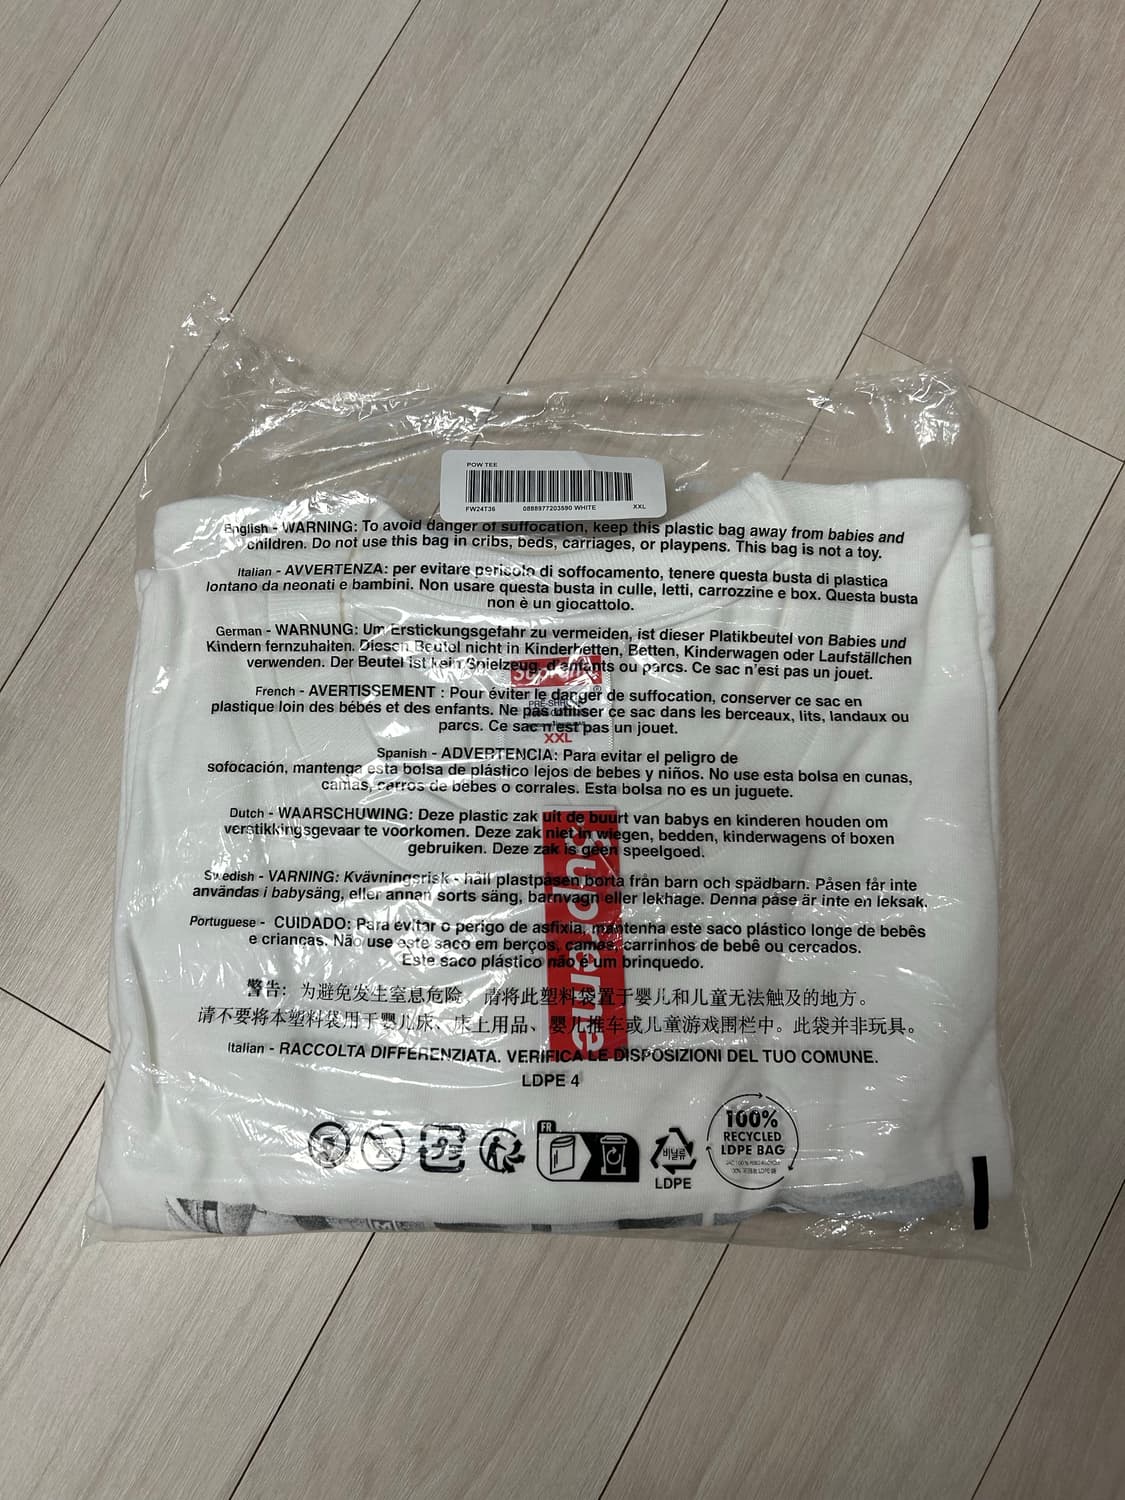 POW TEE
FW24T36 0888977203590 WHITE XXL
English - WARNING: To avoid danger of suffocation, keep this plastic bag away from babies and
children. Do not use this bag in cribs, beds, carriages, or playpens. This bag is not a toy.
Italian - AVVERTENZA: per evitare pericolo di soffocamento, tenere questa busta di plastica
lontano da neonati e bambini. Non usare questa busta in culle, letti, carrozzine e box. Questa busta
non è un giocattolo.
German - WARNUNG: Um Erstickungsgefahr zu vermeiden, ist dieser Platikbeutel von Babies und
Kindern fernzuhalten. Diesen Beutel nicht in Kinderbetten, Betten, Kinderwagen oder Laufställchen
verwenden. Der Beutel ist kein Spielzeug, d'emants ou parcs. Ce sac n'est pas un jouet.
Supreme
French - AVERTISSEMENT : Pour éviter le danger de suffocation, conserver ce sac en
plastique loin des bébés et des enfants. Ne pas utiliser ce sac dans les berceaux, lits, landaux ou
parcs. Ce sac n'est pas un jouet.
XXL
Spanish - ADVERTENCIA: Para evitar el peligro de
sofocación, mantenga esta bolsa de plástico lejos de bebes y niños. No use esta bolsa en cunas,
camas, carros de bebes o corrales. Esta bolsa no es un juguete.
Dutch - WAARSCHUWING: Deze plastic zak uit de buurt van babys en kinderen houden om
verstikkingsgevaar te voorkomen. Deze zak niet in wiegen, bedden, kinderwagens of boxen
gebruiken. Deze zak is geen speelgoed.
Supreme
Swedish - VARNING: Kvävningsrisk - håll plastpåsen borta från barn och spädbarn. Påsen får inte
användas i babysäng, eller annan sorts säng, barnvagn eller lekhage. Denna påse är inte en leksak.
Portuguese - CUIDADO: Para evitar o perigo de asfixia, mantenha este saco plástico longe de bebês
e crianças. Não use este saco em berços, camas, carrinhos de bebê ou cercados.
Este saco plástico não é um brinquedo.
警告：为避免发生窒息危险，请将此塑料袋置于婴儿和儿童无法触及的地方。
请不要将本塑料袋用于婴儿床、床上用品、婴儿推车或儿童游戏围栏中。此袋并非玩具。
Italian - RACCOLTA DIFFERENZIATA. VERIFICA LE DISPOSIZIONI DEL TUO COMUNE.
LDPE 4
FR
비닐류
LDPE
100%
RECYCLED
LDPE BAG